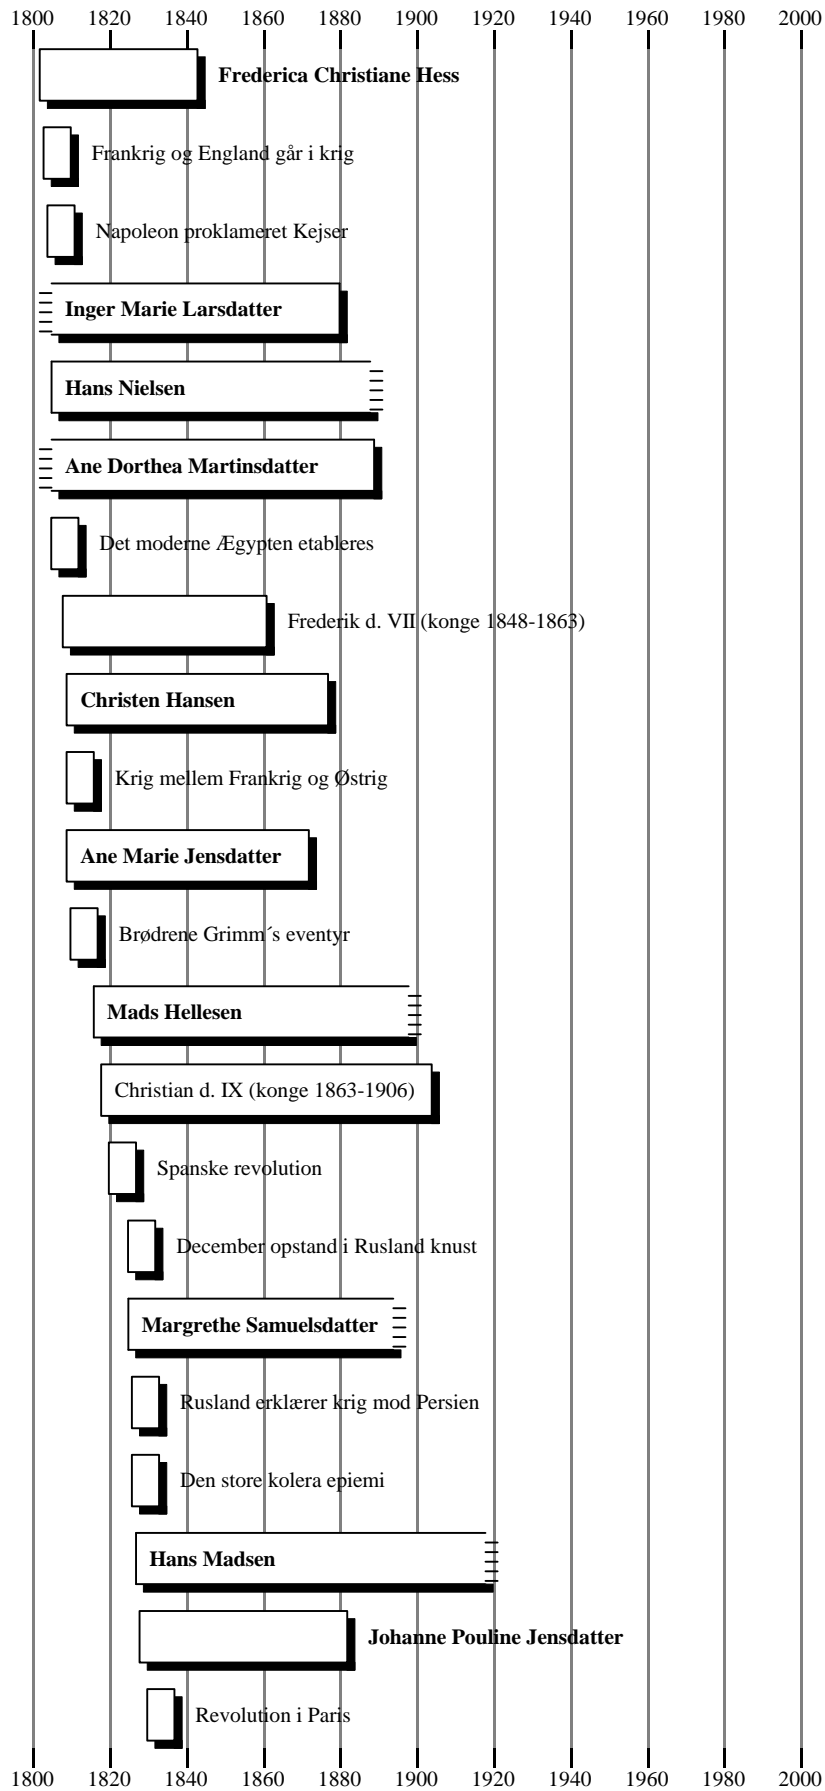 1800 1820 1840 1860 1880 1900 1920 1940 1960 1980 2000
Frederica Christiane Hess
Frankrig og England går i krig
Napoleon proklameret Kejser
Inger Marie Larsdatter
Hans Nielsen
Ane Dorthea Martinsdatter
Det moderne Ægypten etableres
Frederik d. VII (konge 1848-1863)
Christen Hansen
Krig mellem Frankrig og Østrig
Ane Marie Jensdatter
Brødrene Grimm´s eventyr
Mads Hellesen
Christian d. IX (konge 1863-1906)
Spanske revolution
December opstand i Rusland knust
Margrethe Samuelsdatter
Rusland erklærer krig mod Persien
Den store kolera epiemi
Hans Madsen
Johanne Pouline Jensdatter
Revolution i Paris
1800 1820 1840 1860 1880 1900 1920 1940 1960 1980 2000